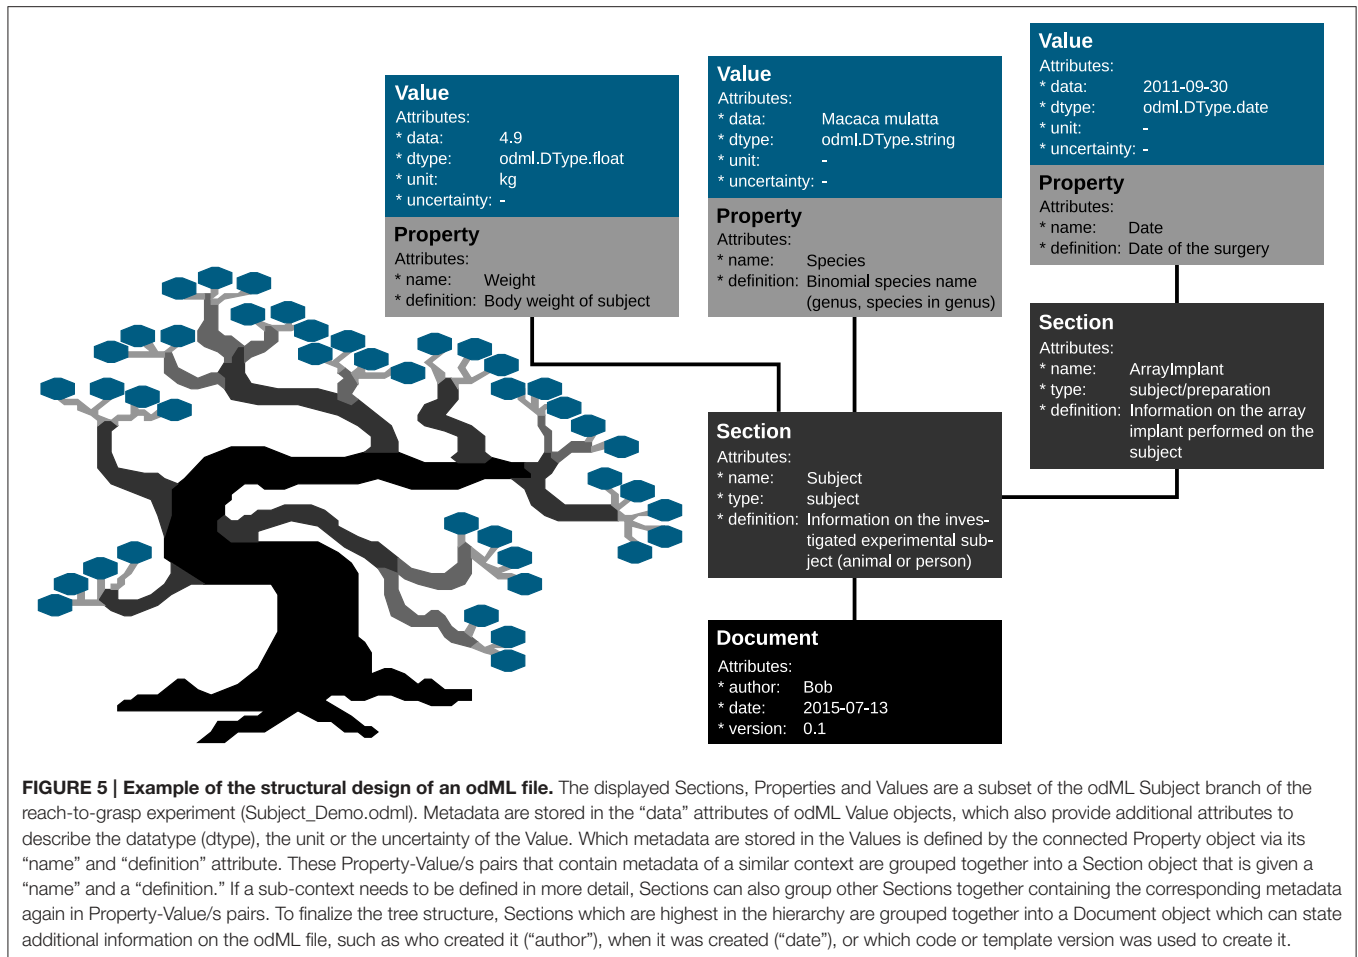 Value
Attributes:
* data: 4.9
* dtype: odml.DType.float
* unit: kg
* uncertainty: -
Property
Attributes:
* name: Weight
* definition: Body weight of subject
Value
Attributes:
* data: Macaca mulatta
* dtype: odml.DType.string
* unit: -
* uncertainty: -
Property
Attributes:
* name: Species
* definition: Binomial species name
(genus, species in genus)
Value
Attributes:
* data: 2011-09-30
* dtype: odml.DType.date
* unit: -
* uncertainty: -
Property
Attributes:
* name: Date
* definition: Date of the surgery
Section
Attributes:
* name: ArrayImplant
* type: subject/preparation
* definition: Information on the array
implant performed on the
subject
Section
Attributes:
* name: Subject
* type: subject
* definition: Information on the inves-
tigated experimental sub-
ject (animal or person)
Document
Attributes:
* author: Bob
* date: 2015-07-13
* version: 0.1
FIGURE 5 | Example of the structural design of an odML file. The displayed Sections, Properties and Values are a subset of the odML Subject branch of the
reach-to-grasp experiment (Subject_Demo.odml). Metadata are stored in the “data” attributes of odML Value objects, which also provide additional attributes to
describe the datatype (dtype), the unit or the uncertainty of the Value. Which metadata are stored in the Values is defined by the connected Property object via its
“name” and “definition” attribute. These Property-Value/s pairs that contain metadata of a similar context are grouped together into a Section object that is given a
“name” and a “definition.” If a sub-context needs to be defined in more detail, Sections can also group other Sections together containing the corresponding metadata
again in Property-Value/s pairs. To finalize the tree structure, Sections which are highest in the hierarchy are grouped together into a Document object which can state
additional information on the odML file, such as who created it (“author”), when it was created (“date”), or which code or template version was used to create it.